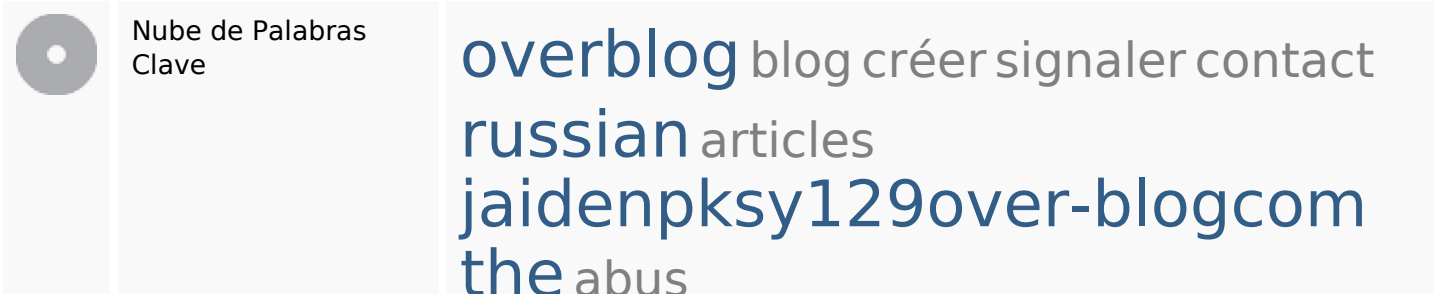 Nube de Palabras
Clave
overblog blog créer signaler contact
russian articles
jaidenpksy129over-blogcom
the abus